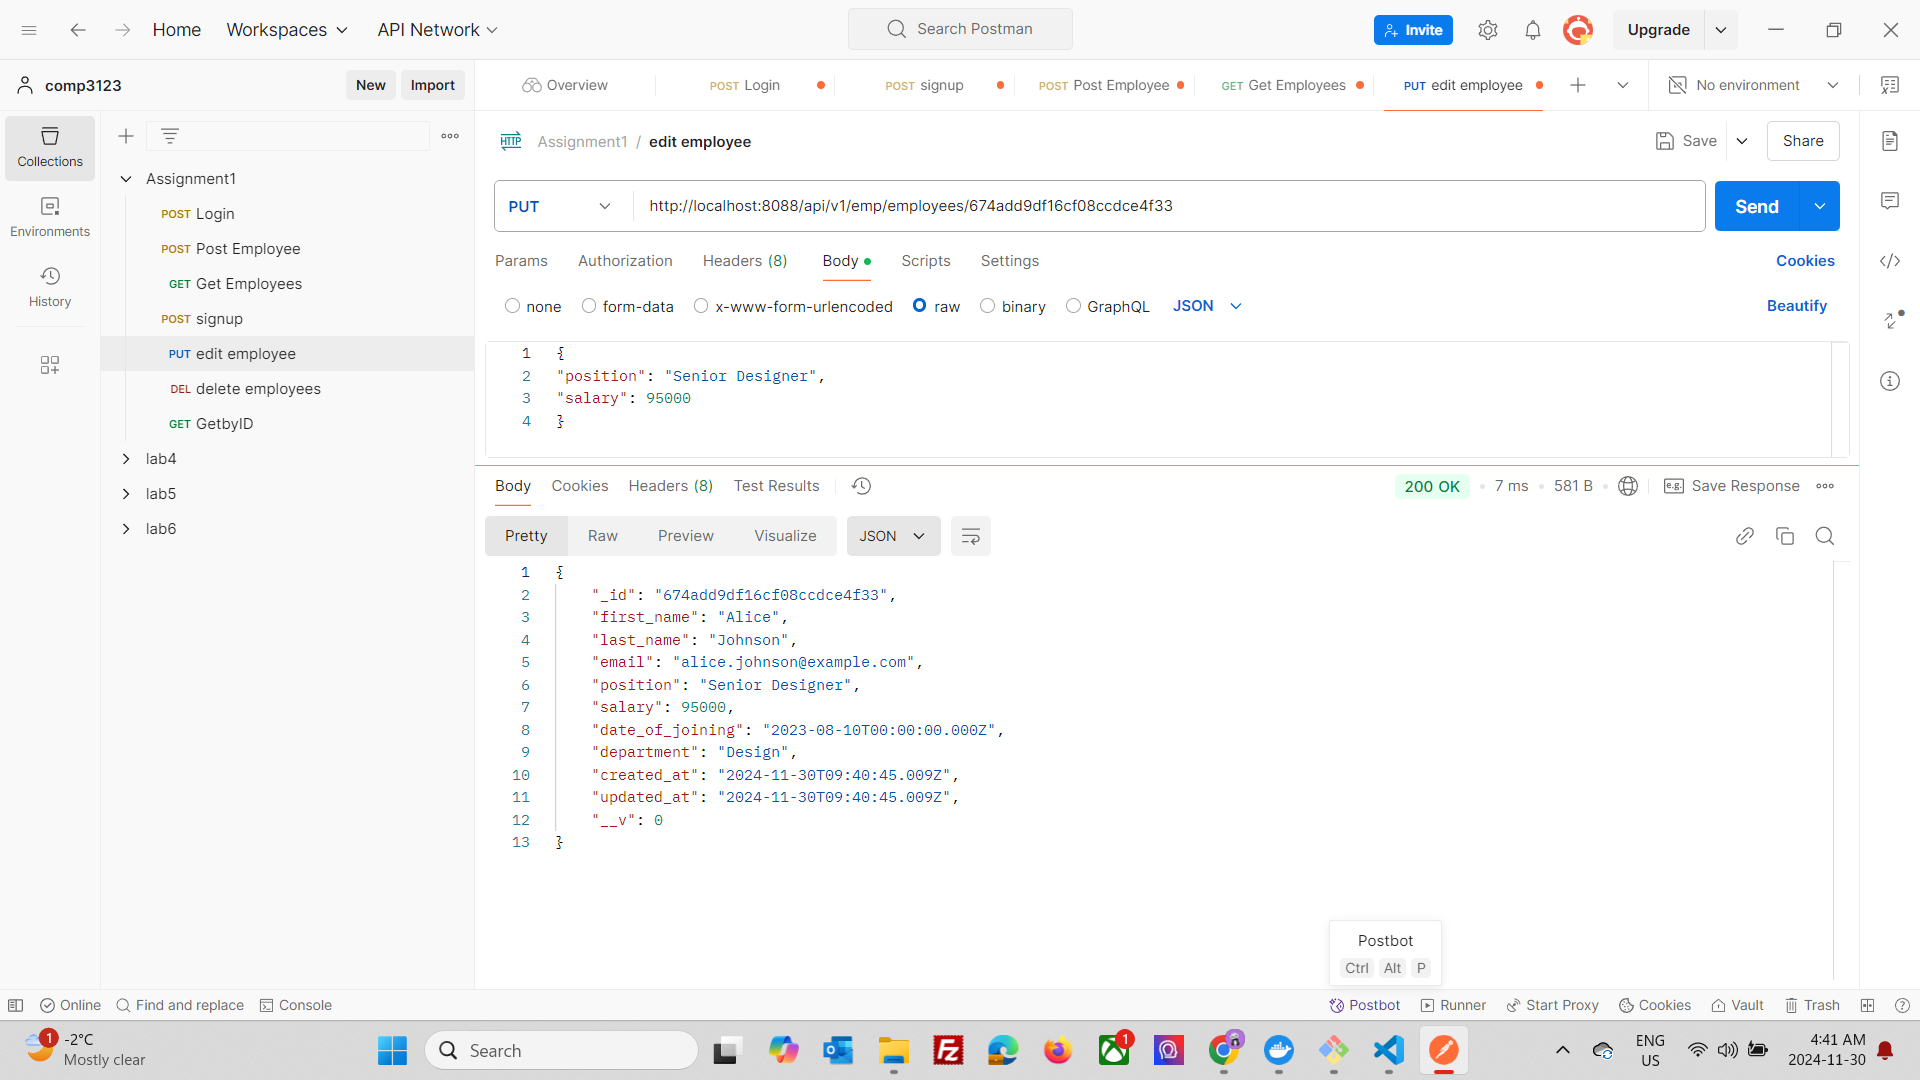 Home
Workspaces
API Network
Search Postman
Invite
Upgrade
comp3123
New
Import
Overview
POST Login
POST signup
POST Post Employee
GET Get Employees
PUT edit employee
No environment
Collections
Environments
History
Assignment1
POST Login
POST Post Employee
GET Get Employees
POST signup
PUT edit employee
DEL delete employees
GET GetbyID
lab4
lab5
lab6
HTTP Assignment1 / edit employee
Save
Share
PUT
http://localhost:8088/api/v1/emp/employees/674add9df16cf08ccdce4f33
Send
Params Authorization Headers (8) Body Scripts Settings
Cookies
none form-data x-www-form-urlencoded raw binary GraphQL JSON
Beautify
1 {
2 "position": "Senior Designer",
3 "salary": 95000
4 }
Body Cookies Headers (8) Test Results
200 OK 7 ms 581 B
e.g. Save Response
Pretty Raw Preview Visualize JSON
1 {
2 "_id": "674add9df16cf08ccdce4f33",
3 "first_name": "Alice",
4 "last_name": "Johnson",
5 "email": "alice.johnson@example.com",
6 "position": "Senior Designer",
7 "salary": 95000,
8 "date_of_joining": "2023-08-10T00:00:00.000Z",
9 "department": "Design",
10 "created_at": "2024-11-30T09:40:45.009Z",
11 "updated_at": "2024-11-30T09:40:45.009Z",
12 "__v": 0
13 }
Postbot
Ctrl Alt P
Online
Find and replace
Console
Postbot
Runner
Start Proxy
Cookies
Vault
Trash
1
-2°C
Mostly clear
Search
FZ
1
ENG
US
4:41 AM
2024-11-30